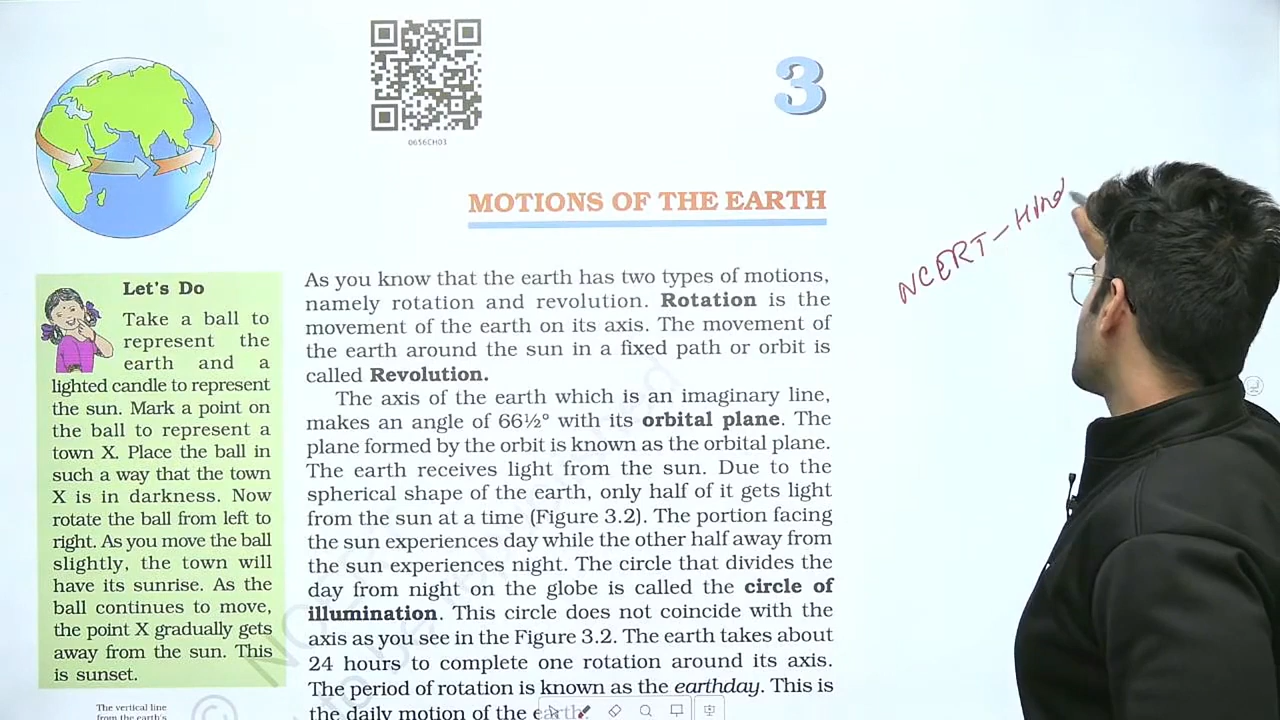 3
0656CH03
MOTIONS OF THE EARTH
NCERT - Hind
Let's Do
Take a ball to
represent the
earth and a
lighted candle to represent
the sun. Mark a point on
the ball to represent a
town X. Place the ball in
such a way that the town
X is in darkness. Now
rotate the ball from left to
right. As you move the ball
slightly, the town will
have its sunrise. As the
ball continues to move,
the point X gradually gets
away from the sun. This
is sunset.
The vertical line
from the earth's
As you know that the earth has two types of motions,
namely rotation and revolution. Rotation is the
movement of the earth on its axis. The movement of
the earth around the sun in a fixed path or orbit is
called Revolution.
The axis of the earth which is an imaginary line,
makes an angle of 66½° with its orbital plane. The
plane formed by the orbit is known as the orbital plane.
The earth receives light from the sun. Due to the
spherical shape of the earth, only half of it gets light
from the sun at a time (Figure 3.2). The portion facing
the sun experiences day while the other half away from
the sun experiences night. The circle that divides the
day from night on the globe is called the circle of
illumination. This circle does not coincide with the
axis as you see in the Figure 3.2. The earth takes about
24 hours to complete one rotation around its axis.
The period of rotation is known as the earthday. This is
the daily motion of the earth.